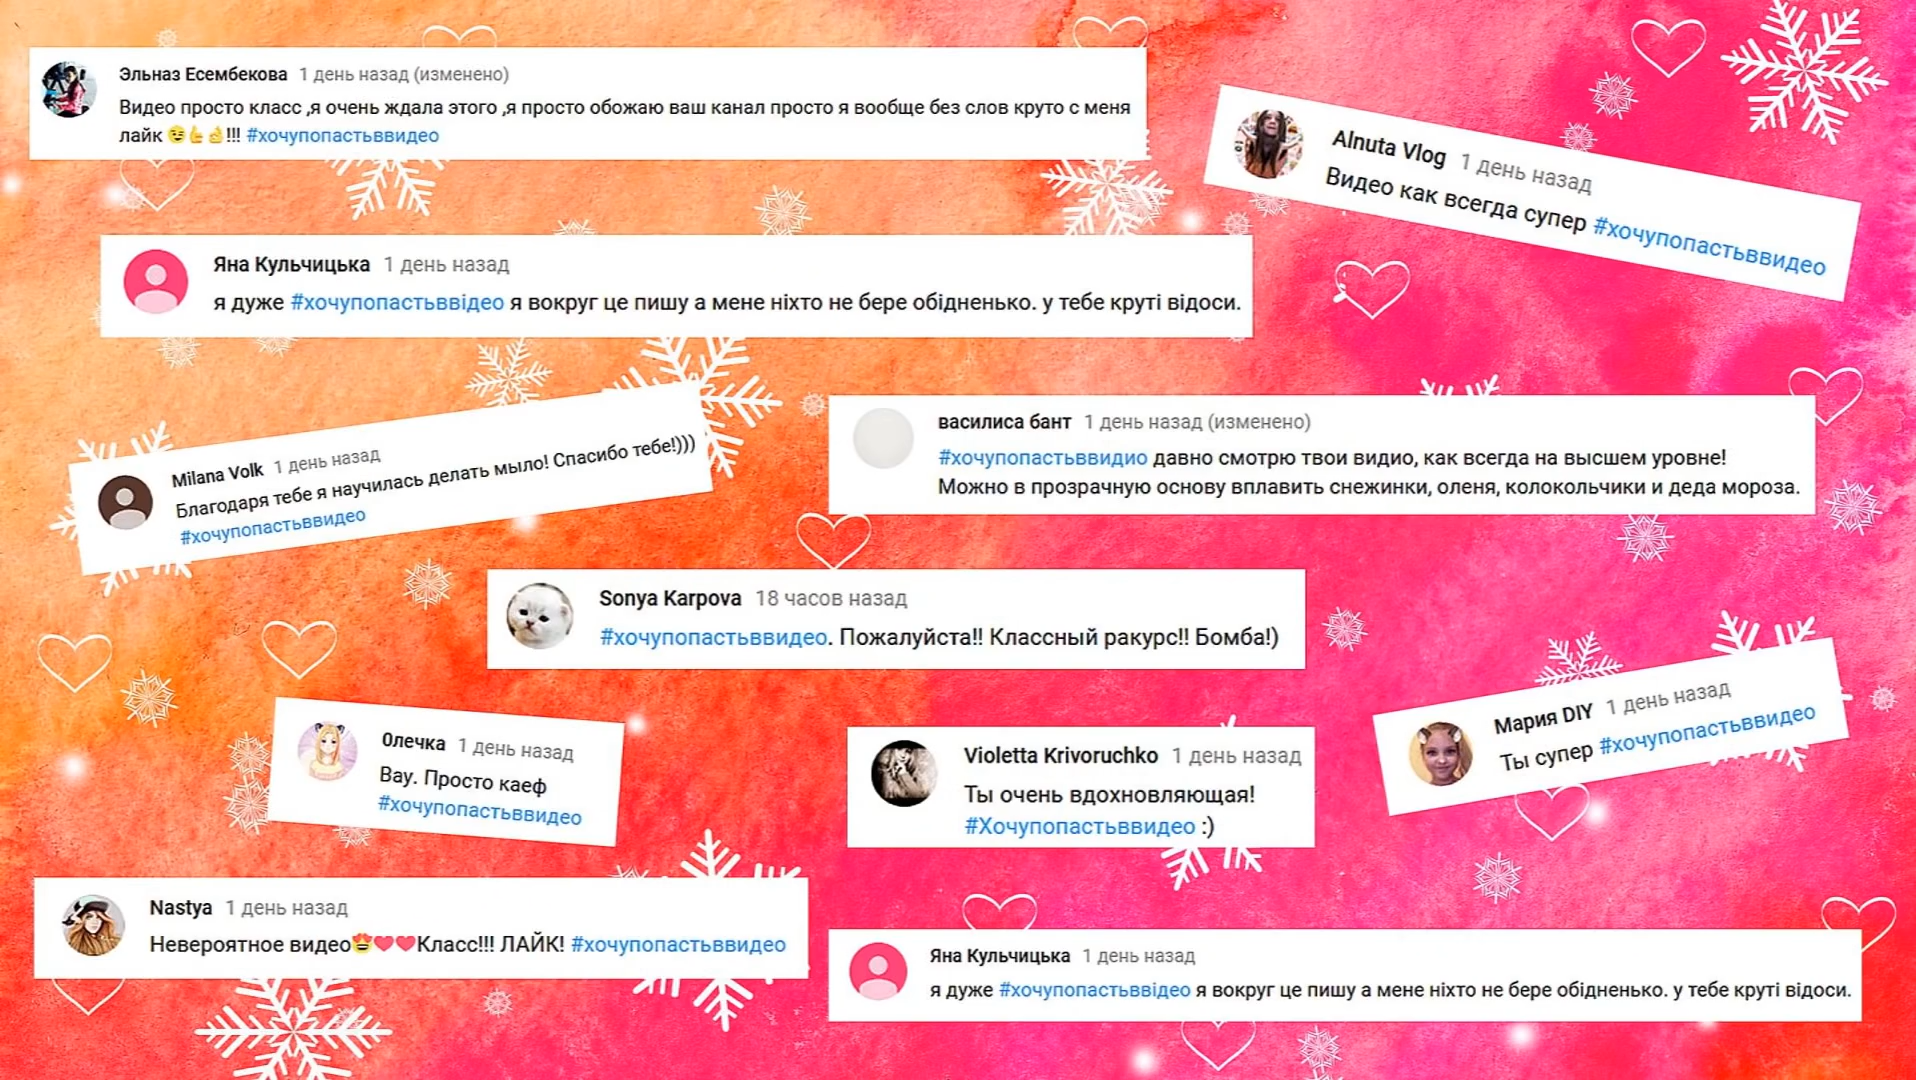 Эльназ Есембекова 1 день назад (изменено)
Видео просто класс ,я очень ждала этого ,я просто обожаю ваш канал просто я вообще без слов круто с меня
лайк 😉👍👌!!! #хочупопастьввидео
Alnuta Vlog 1 день назад
Видео как всегда супер #хочупопастьввидео
Яна Кульчицька 1 день назад
я дуже #хочупопастьввідео я вокруг це пишу а мене ніхто не бере обідненько. у тебе круті відоси.
Milana Volk 1 день назад
Благодаря тебе я научилась делать мыло! Спасибо тебе!)))
#хочупопастьввидео
василиса бант 1 день назад (изменено)
#хочупопастьввидио давно смотрю твои видио, как всегда на высшем уровне!
Можно в прозрачную основу вплавить снежинки, оленя, колокольчики и деда мороза.
Sonya Karpova 18 часов назад
#хочупопастьввидео. Пожалуйста!! Классный ракурс!! Бомба!)
0лечка 1 день назад
Вау. Просто каеф
#хочупопастьввидео
Violetta Krivoruchko 1 день назад
Ты очень вдохновляющая!
#Хочупопастьввидео :)
Мария DIY 1 день назад
Ты супер #хочупопастьввидео
Nastya 1 день назад
Невероятное видео😍❤❤Класс!!! ЛАЙК! #хочупопастьввидео
Яна Кульчицька 1 день назад
я дуже #хочупопастьввідео я вокруг це пишу а мене ніхто не бере обідненько. у тебе круті відоси.